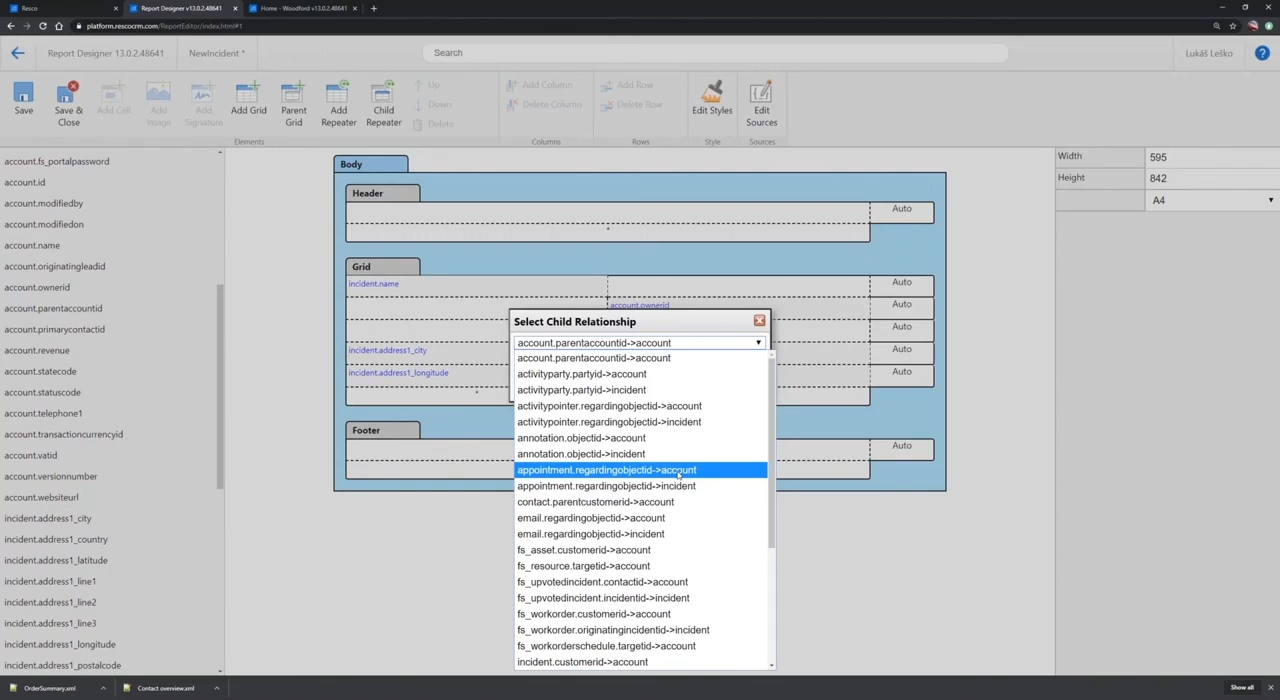 Resco
Report Designer v13.0.2.48641
Home - Woodford v13.0.2.48641
platform.rescocrm.com/ReportEditor/index.html#1
Report Designer 13.0.2.48641
NewIncident *
Search
Lukáš Leško
Save
Save & Close
Add Cell
Add Image
Add Signature
Add Grid
Parent Grid
Add Repeater
Child Repeater
Up
Down
Delete
Elements
Add Column
Delete Column
Columns
Add Row
Delete Row
Rows
Edit Styles
Style
Edit Sources
Sources
account.fs_portalpassword
account.id
account.modifiedby
account.modifiedon
account.name
account.originatingleadid
account.ownerid
account.parentaccountid
account.primarycontactid
account.revenue
account.statecode
account.statuscode
account.telephone1
account.transactioncurrencyid
account.vatid
account.versionnumber
account.websiteurl
incident.address1_city
incident.address1_country
incident.address1_latitude
incident.address1_line1
incident.address1_line2
incident.address1_line3
incident.address1_longitude
incident.address1_postalcode
Body
Header
Auto
*
Grid
incident.name
Auto
account.ownerid
Auto
Auto
incident.address1_city
Auto
incident.address1_longitude
Auto
*
Footer
Auto
Select Child Relationship
account.parentaccountid->account
account.parentaccountid->account
activityparty.partyid->account
activityparty.partyid->incident
activitypointer.regardingobjectid->account
activitypointer.regardingobjectid->incident
annotation.objectid->account
annotation.objectid->incident
appointment.regardingobjectid->account
appointment.regardingobjectid->incident
contact.parentcustomerid->account
email.regardingobjectid->account
email.regardingobjectid->incident
fs_asset.customerid->account
fs_resource.targetid->account
fs_upvotedincident.contactid->account
fs_upvotedincident.incidentid->incident
fs_workorder.customerid->account
fs_workorder.originatingincidentid->incident
fs_workorderschedule.targetid->account
incident.customerid->account
Width 595
Height 842
A4
OrderSummary.xml
Contact overview.xml
Show all